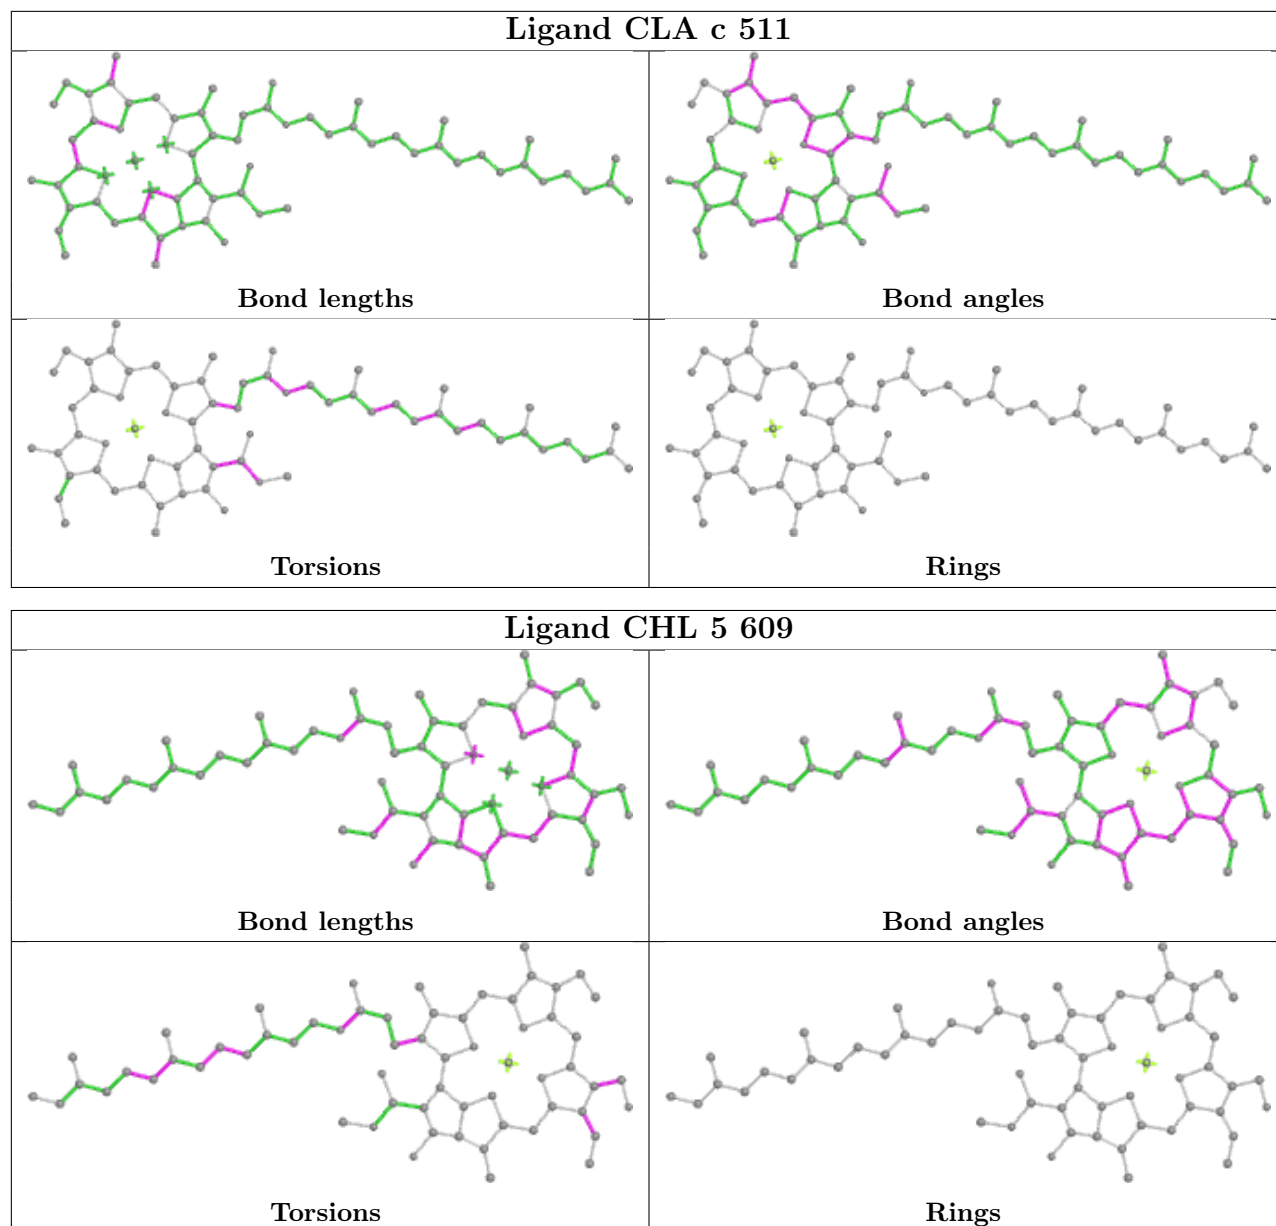 Ligand CLA c 511
Bond lengths
Bond angles
Torsions
Rings
Ligand CHL 5 609
Bond lengths
Bond angles
Torsions
Rings